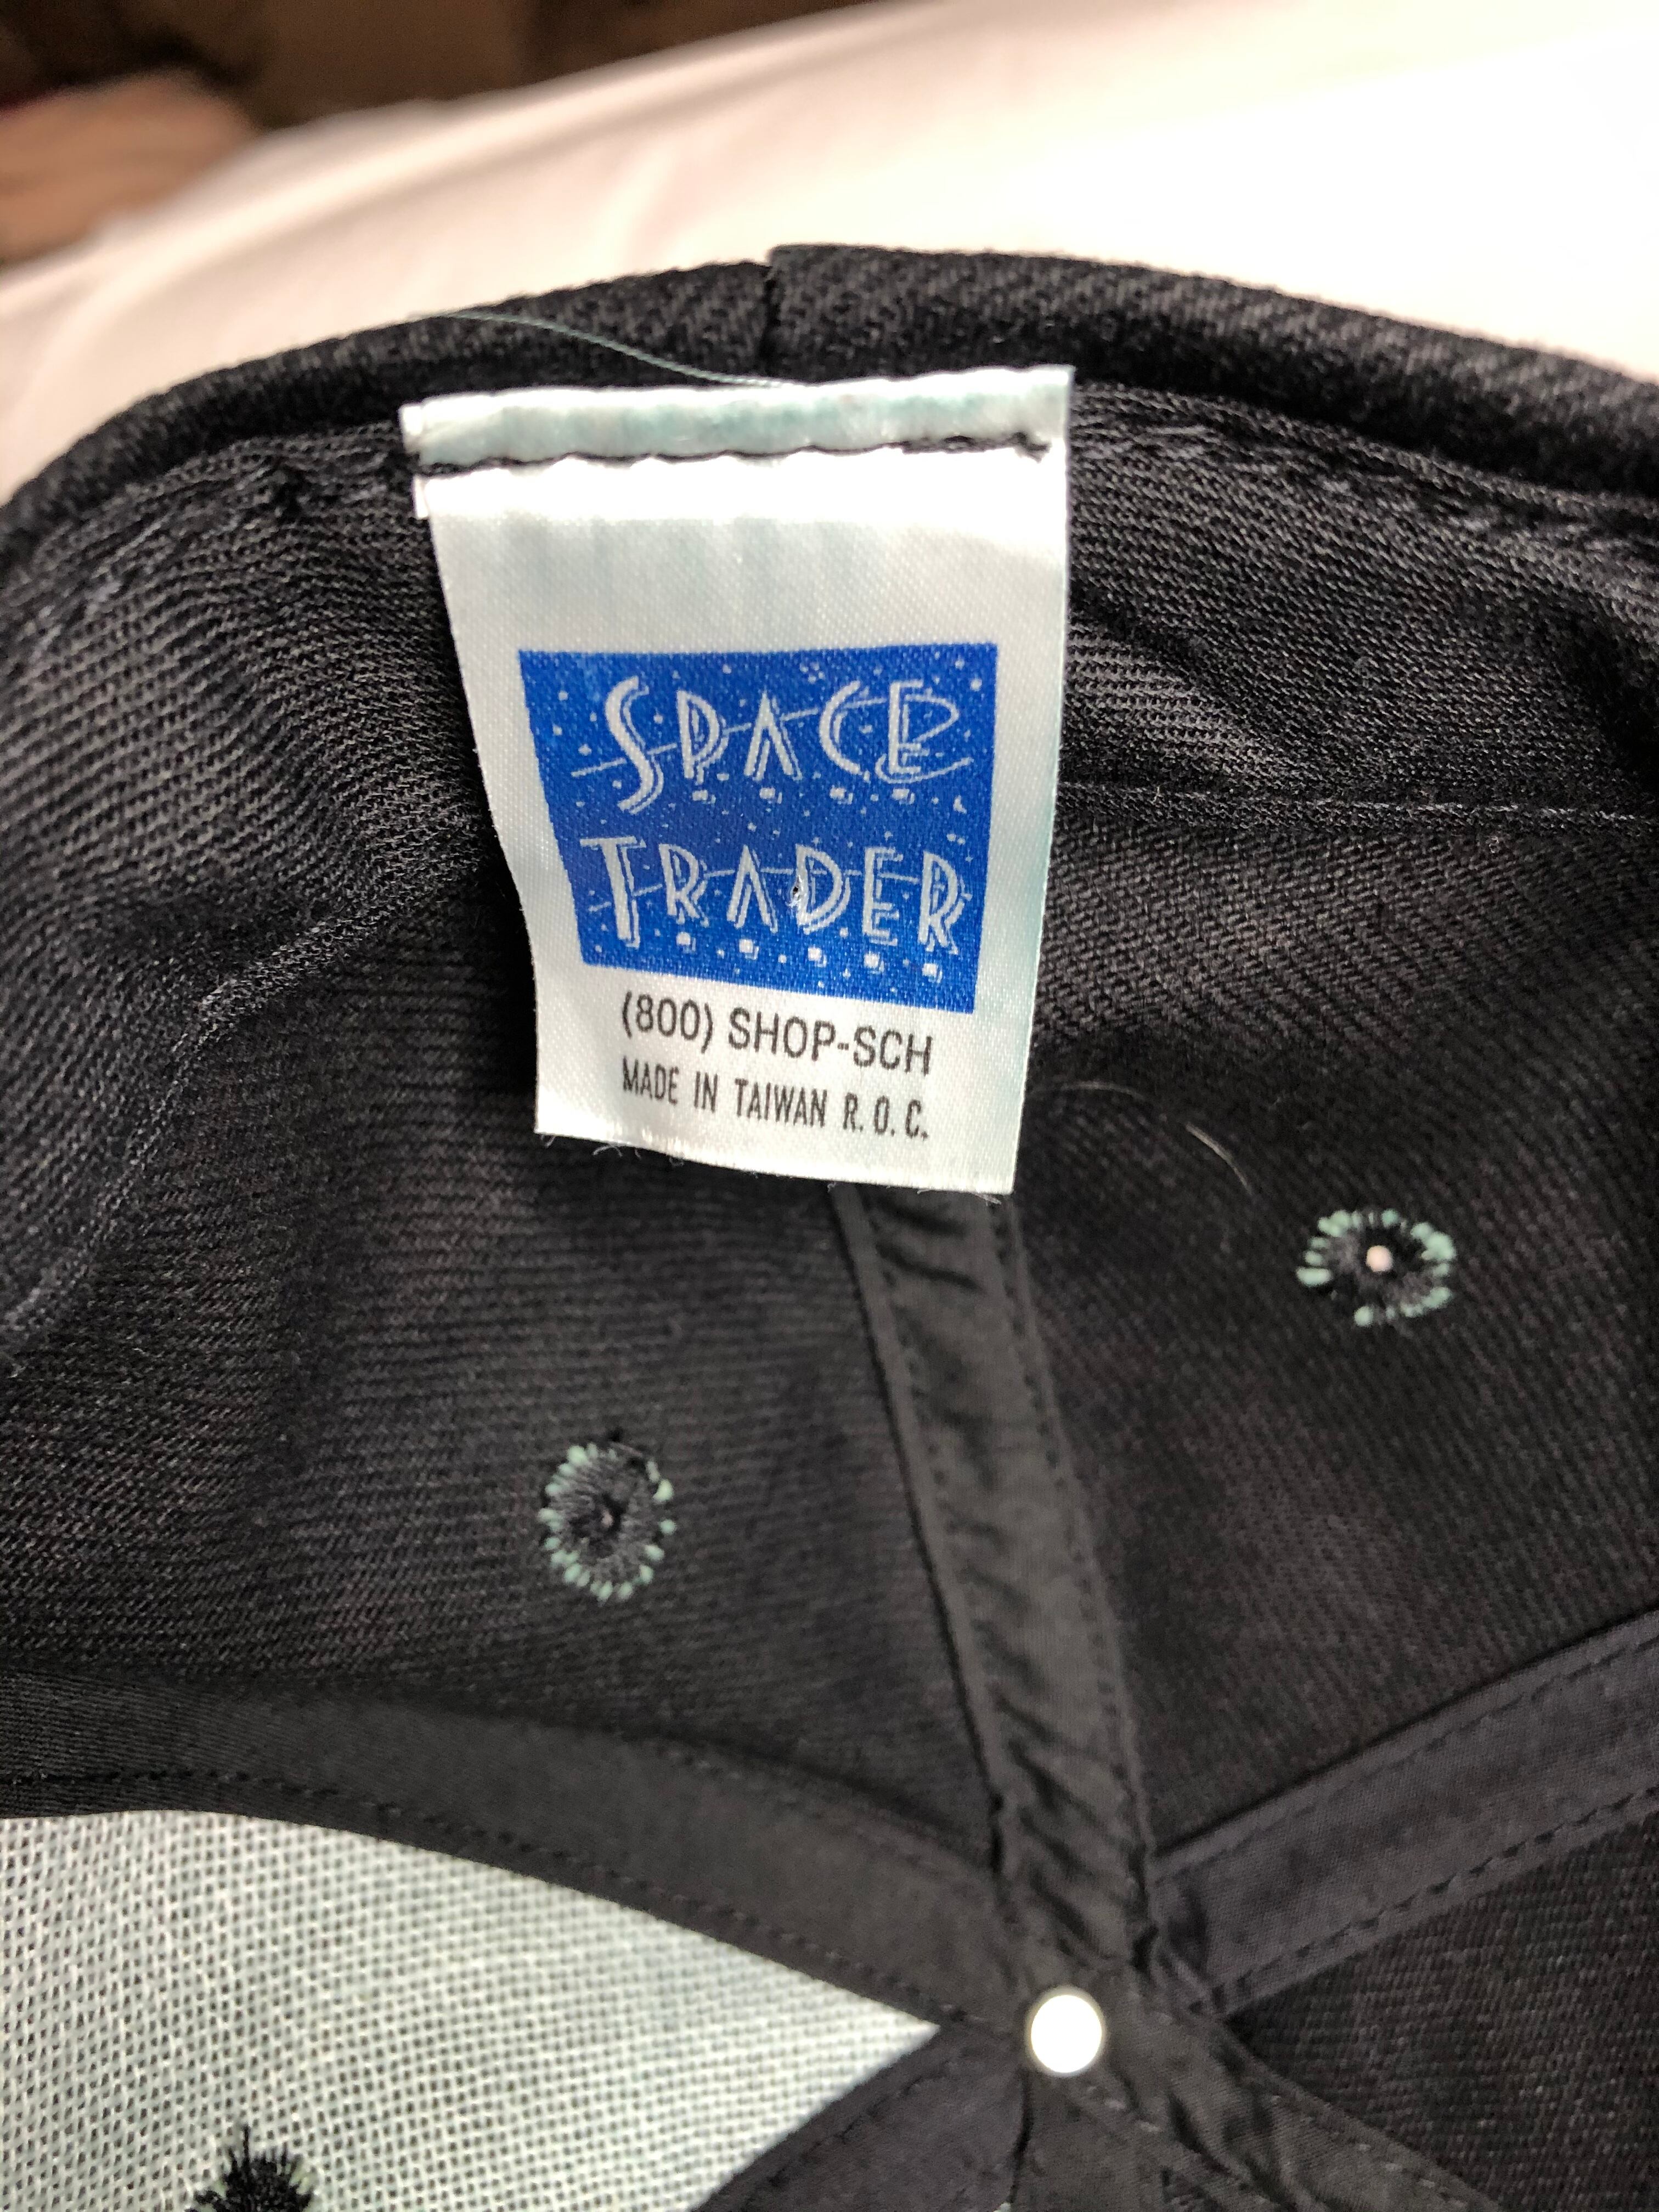 SPACE
TRADER
(800) SHOP-SCH
MADE IN TAIWAN R.O.C.